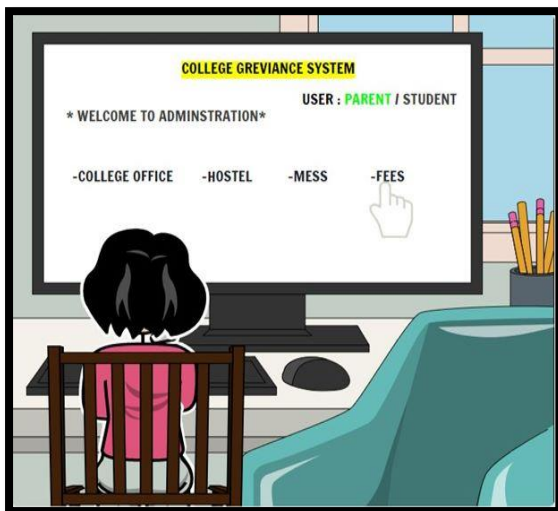 COLLEGE GREVIANCE SYSTEM
USER : PARENT / STUDENT
* WELCOME TO ADMINSTRATION*
-COLLEGE OFFICE -HOSTEL -MESS -FEES